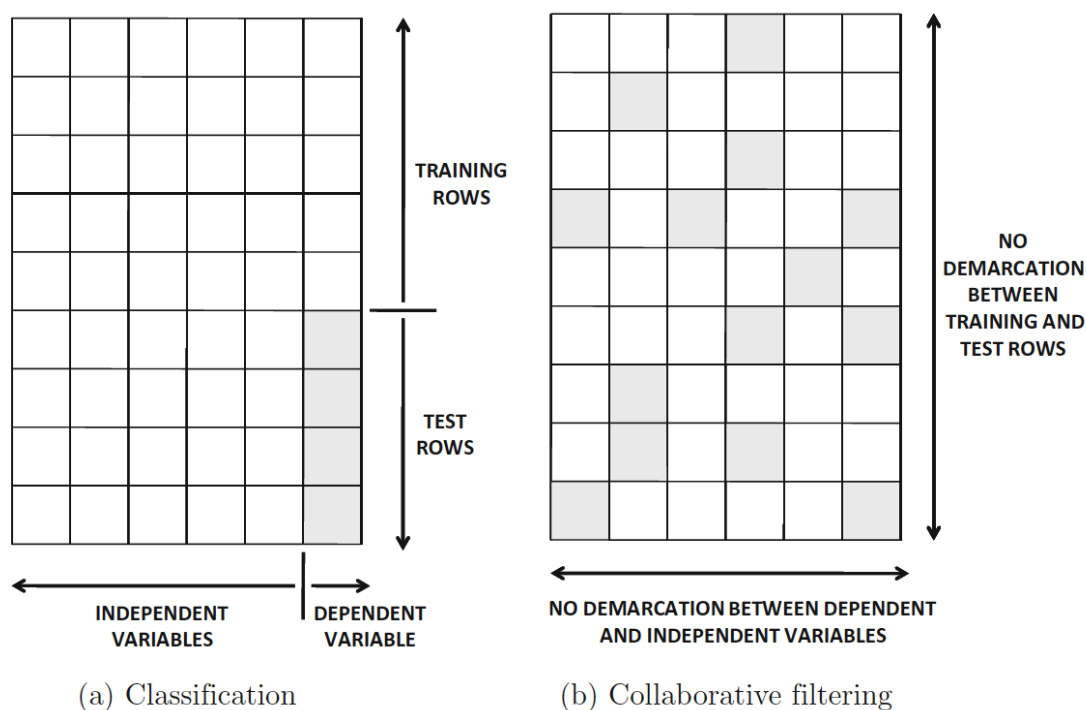 TRAINING
ROWS
TEST
ROWS
INDEPENDENT
VARIABLES
DEPENDENT
VARIABLE
(a) Classification
NO
DEMARCATION
BETWEEN
TRAINING AND
TEST ROWS
NO DEMARCATION BETWEEN DEPENDENT
AND INDEPENDENT VARIABLES
(b) Collaborative filtering